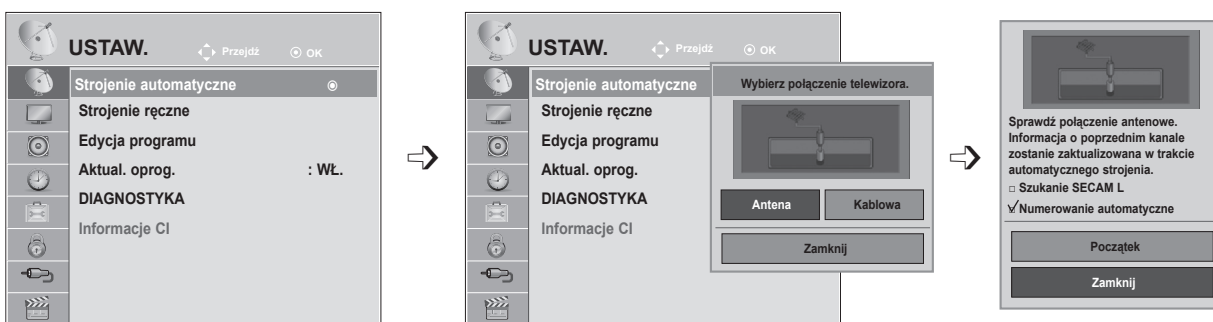 USTAW.
Przejdź
OK
Strojenie automatyczne
Strojenie ręczne
Edycja programu
Aktual. oprog. : WŁ.
DIAGNOSTYKA
Informacje CI
USTAW.
Przejdź
OK
Strojenie automatyczne
Strojenie ręczne
Edycja programu
Aktual. oprog.
DIAGNOSTYKA
Informacje CI
Wybierz połączenie telewizora.
Antena
Kablowa
Zamknij
Sprawdź połączenie antenowe.
Informacja o poprzednim kanale
zostanie zaktualizowana w trakcie
automatycznego strojenia.
Szukanie SECAM L
Numerowanie automatyczne
Początek
Zamknij